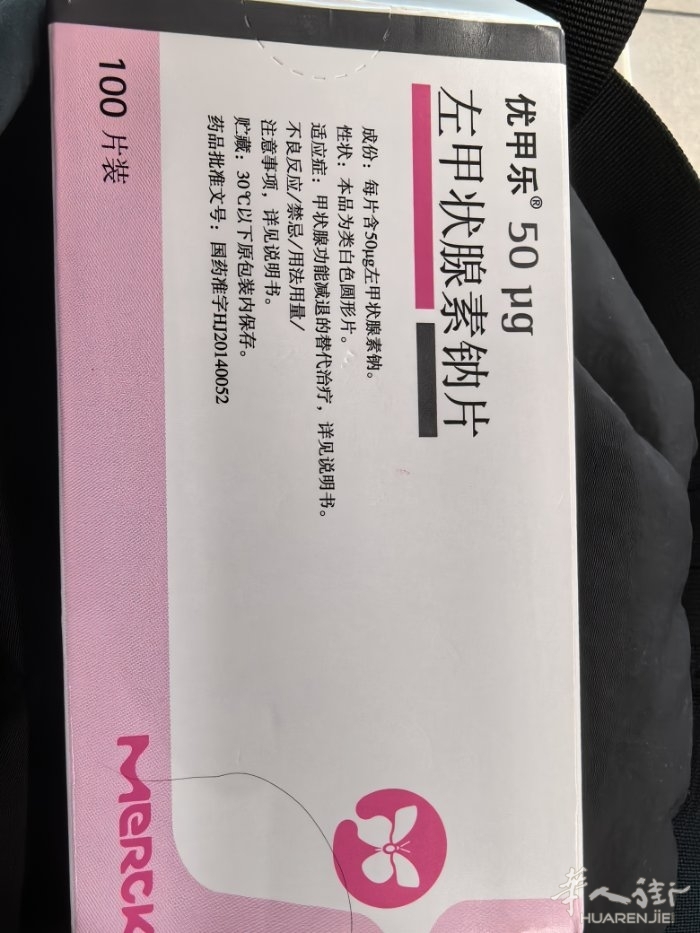 优甲乐® 50 μg
左甲状腺素钠片
成份：每片含50μg左甲状腺素钠。
性状：本品为类白色圆形片。
适应症：甲状腺功能减退的替代治疗，详见说明书。
不良反应/禁忌/用法用量/
注意事项，详见说明书。
贮藏：30℃以下原包装内保存。
药品批准文号：国药准字HJ20140052
100 片装
Merck
华人街
HUARENJIEI